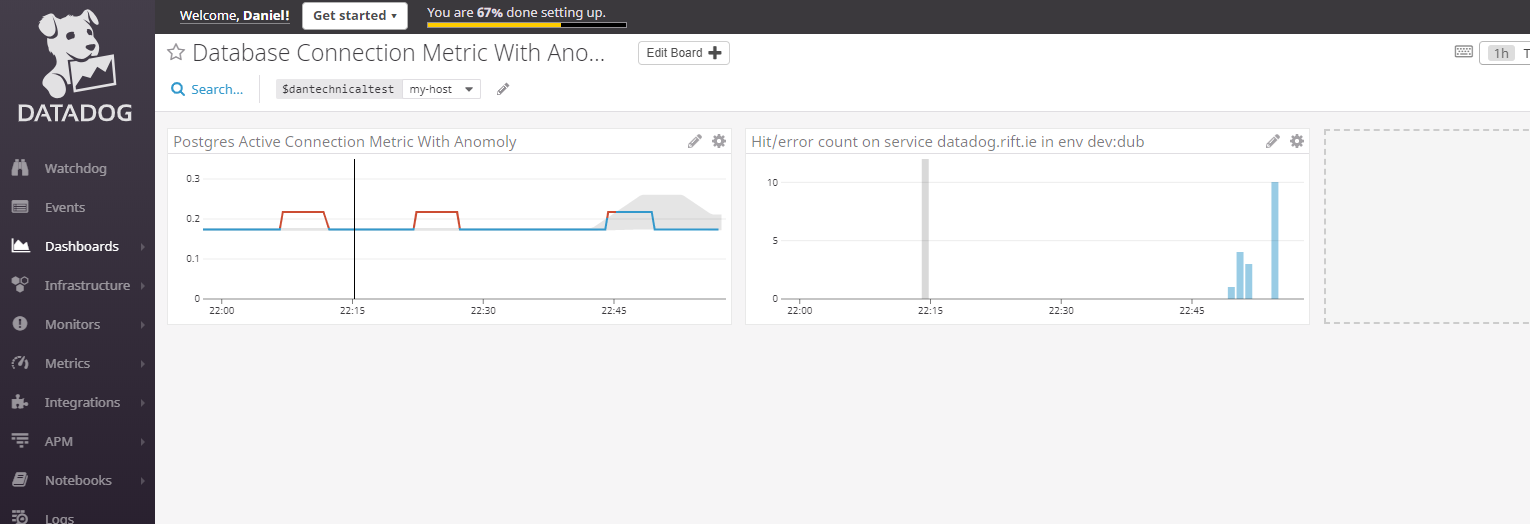 DATADOG
Watchdog
Events
Dashboards
Infrastructure
Monitors
Metrics
Integrations
APM
Notebooks
Logs
Welcome, Daniel!
Get started
You are 67% done setting up.
Database Connection Metric With Ano...
Edit Board
1h T
Search...
$dantechnicaltest my-host
Postgres Active Connection Metric With Anomoly
0.3
0.2
0.1
0
22:00 22:15 22:30 22:45
Hit/error count on service datadog.rift.ie in env dev:dub
10
5
0
22:00 22:15 22:30 22:45